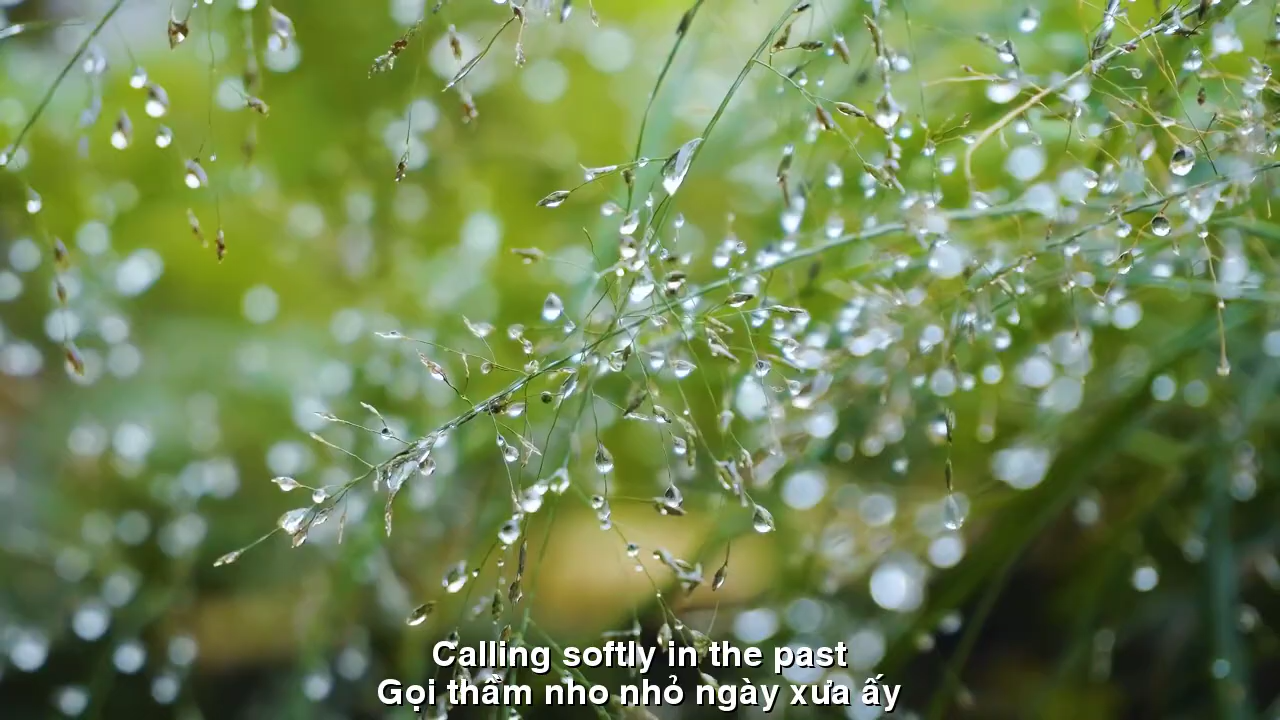 Calling softly in the past
Gọi thầm nho nhỏ ngày xưa ấy